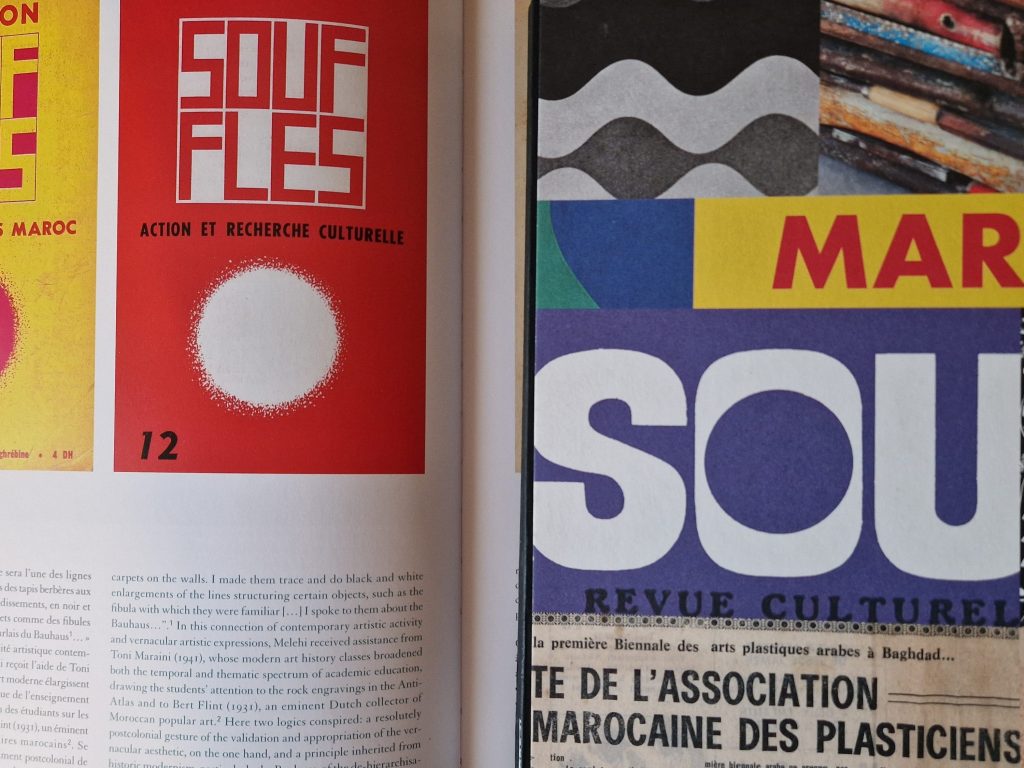 ON
S MAROC
ghrébine • 4 DH
SOUF
FLES
ACTION ET RECHERCHE CULTURELLE
12
e sera l'une des lignes
s des tapis berbères aux
dissements, en noir et
ets comme des fibules
arlais du Bauhaus¹… »
ité artistique contem-
i reçoit l'aide de Toni
rt moderne élargissent
ue de l'enseignement
n des étudiants sur les
int (1931), un éminent
ires marocains². Se
ment postcolonial de
carpets on the walls. I made them trace and do black and white
enlargements of the lines structuring certain objects, such as the
fibula with which they were familiar […] I spoke to them about the
Bauhaus…".¹ In this connection of contemporary artistic activity
and vernacular artistic expressions, Melehi received assistance from
Toni Maraini (1941), whose modern art history classes broadened
both the temporal and thematic spectrum of academic education,
drawing the students' attention to the rock engravings in the Anti-
Atlas and to Bert Flint (1931), an eminent Dutch collector of
Moroccan popular art.² Here two logics conspired: a resolutely
postcolonial gesture of the validation and appropriation of the ver-
nacular aesthetic, on the one hand, and a principle inherited from
MAR
SOU
REVUE CULTUREL
la première Biennale des arts plastiques arabes à Baghdad...
TE DE L'ASSOCIATION
MAROCAINE DES PLASTICIENS
tion